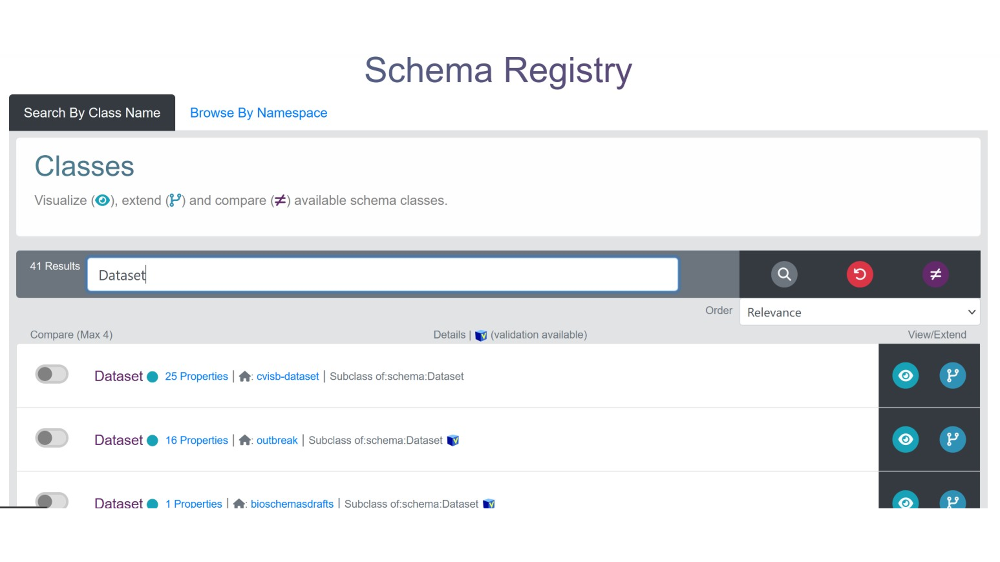 Schema Registry
Search By Class Name Browse By Namespace
Classes
Visualize (), extend () and compare (≠) available schema classes.
41 Results Dataset
≠
Order Relevance
Compare (Max 4) Details | (validation available) View/Extend
Dataset 25 Properties | : cvisb-dataset | Subclass of:schema:Dataset
Dataset 16 Properties | : outbreak | Subclass of:schema:Dataset
Dataset 1 Properties | : bioschemasdrafts | Subclass of:schema:Dataset